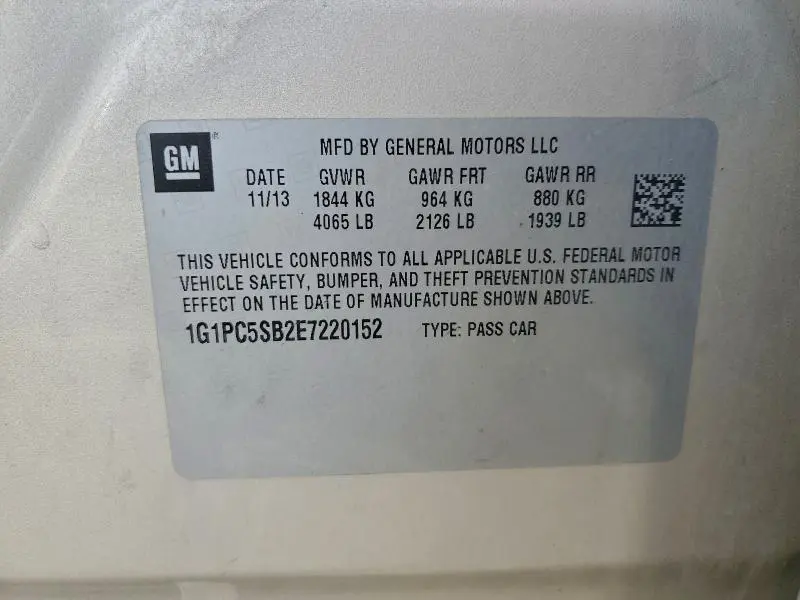 GM®
MFD BY GENERAL MOTORS LLC
DATE GVWR GAWR FRT GAWR RR
11/13 1844 KG 964 KG 880 KG
4065 LB 2126 LB 1939 LB
THIS VEHICLE CONFORMS TO ALL APPLICABLE U.S. FEDERAL MOTOR
VEHICLE SAFETY, BUMPER, AND THEFT PREVENTION STANDARDS IN
EFFECT ON THE DATE OF MANUFACTURE SHOWN ABOVE.
1G1PC5SB2E7220152 TYPE: PASS CAR